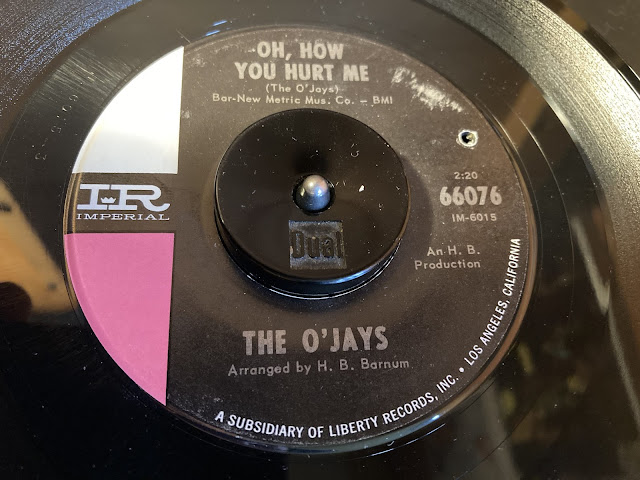 OH, HOW
YOU HURT ME
(The O'Jays)
Bar-New Metric Mus. Co. - BMI
IR
IMPERIAL
2:20
66076
IM-6015
An H. B.
Production
Dual
THE O'JAYS
Arranged by H. B. Barnum
A SUBSIDIARY OF LIBERTY RECORDS, INC. • LOS ANGELES, CALIFORNIA